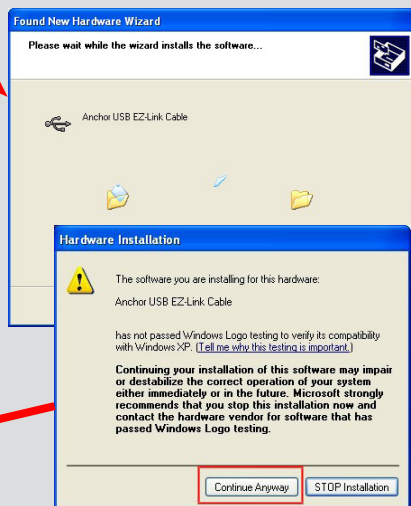 Found New Hardware Wizard
Please wait while the wizard installs the software...
Anchor USB EZ-Link Cable
Hardware Installation
The software you are installing for this hardware:
Anchor USB EZ-Link Cable
has not passed Windows Logo testing to verify its compatibility
with Windows XP. (Tell me why this testing is important.)
Continuing your installation of this software may impair
or destabilize the correct operation of your system
either immediately or in the future. Microsoft strongly
recommends that you stop this installation now and
contact the hardware vendor for software that has
passed Windows Logo testing.
Continue Anyway STOP Installation